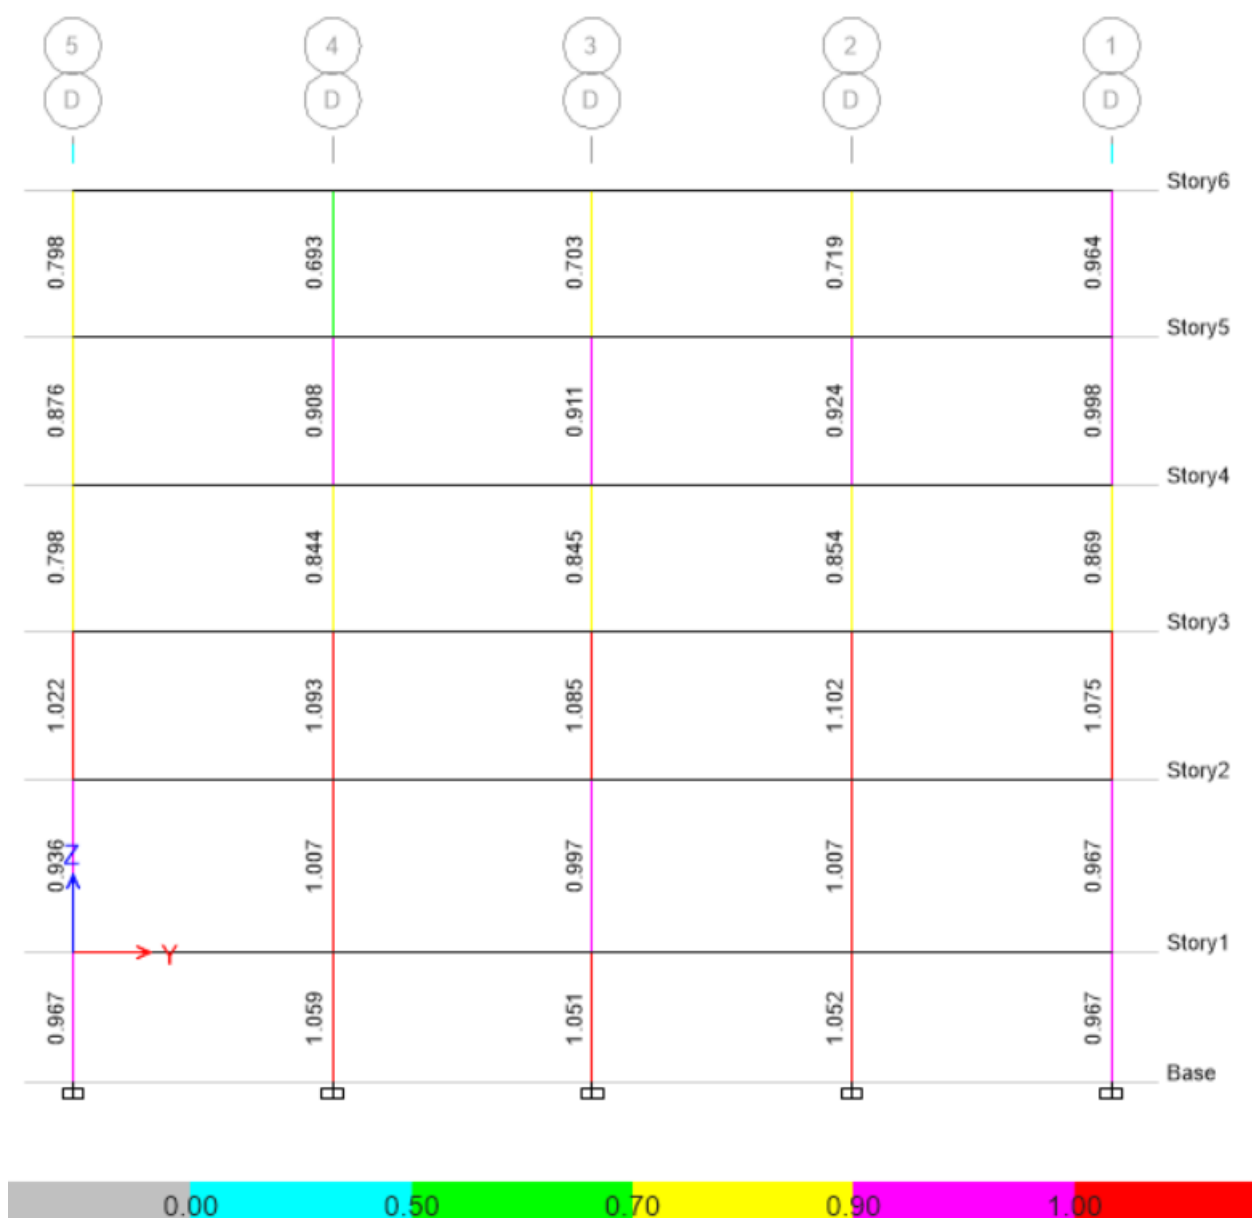 5 4 3 2 1
D D D D D
Story6
0.798 0.693 0.703 0.719 0.964
Story5
0.876 0.908 0.911 0.924 0.998
Story4
0.798 0.844 0.845 0.854 0.869
Story3
1.022 1.093 1.085 1.102 1.075
Story2
0.936 1.007 0.997 1.007 0.967
Z
Story1
Y
0.967 1.059 1.051 1.052 0.967
Base
0.00 0.50 0.70 0.90 1.00